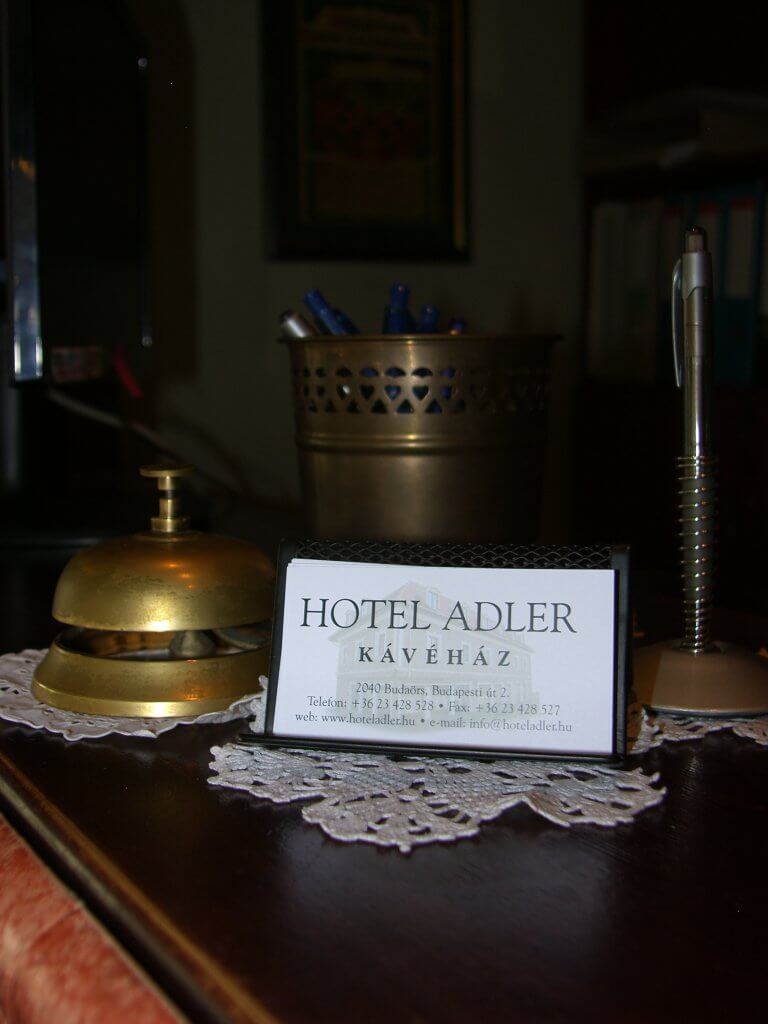 HOTEL ADLER
KÁVÉHÁZ
2040 Budaörs, Budapesti út 2.
Telefon: +36 23 428 528 • Fax: +36 23 428 527
web: www.hoteladler.hu • e-mail: info@hoteladler.hu